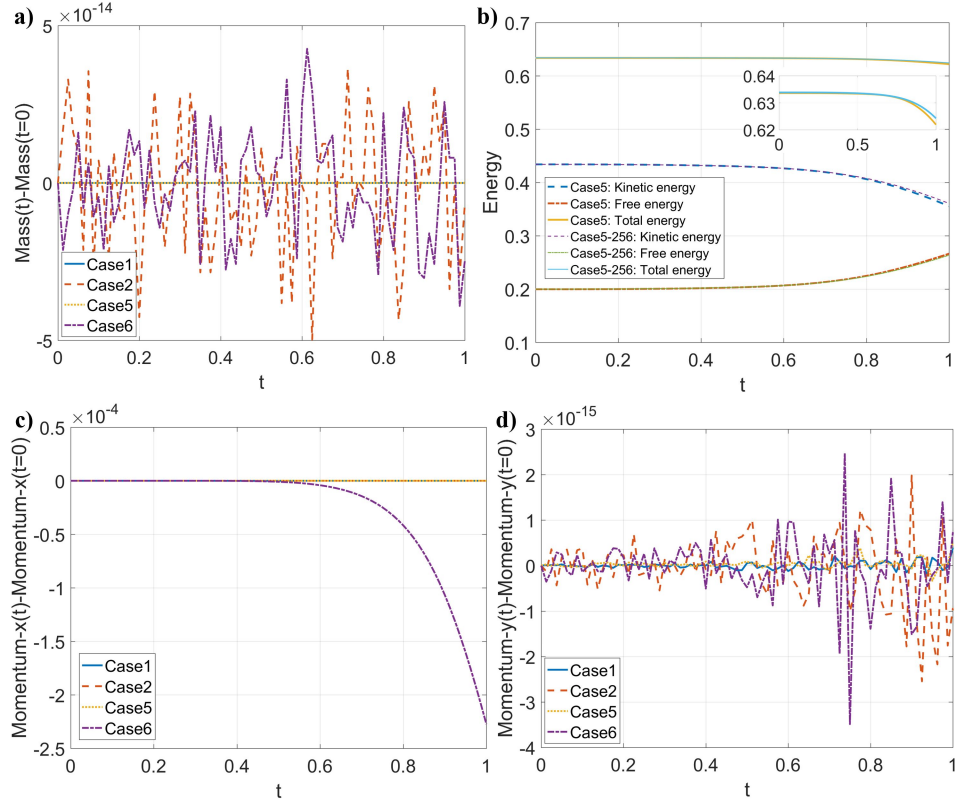 a)
×10^-14
5
0
-5
Mass(t)-Mass(t=0)
Case1
Case2
Case5
Case6
0 0.2 0.4 0.6 0.8 1
t
b)
0.7
0.6
0.5
0.4
0.3
0.2
0.1
Energy
0.64
0.63
0.62
0 0.5 1
Case5: Kinetic energy
Case5: Free energy
Case5: Total energy
Case5-256: Kinetic energy
Case5-256: Free energy
Case5-256: Total energy
0 0.2 0.4 0.6 0.8 1
t
c)
×10^-4
0.5
0
-0.5
-1
-1.5
-2
-2.5
Momentum-x(t)-Momentum-x(t=0)
Case1
Case2
Case5
Case6
0 0.2 0.4 0.6 0.8 1
t
d)
×10^-15
3
2
1
0
-1
-2
-3
-4
Momentum-y(t)-Momentum-y(t=0)
Case1
Case2
Case5
Case6
0 0.2 0.4 0.6 0.8 1
t